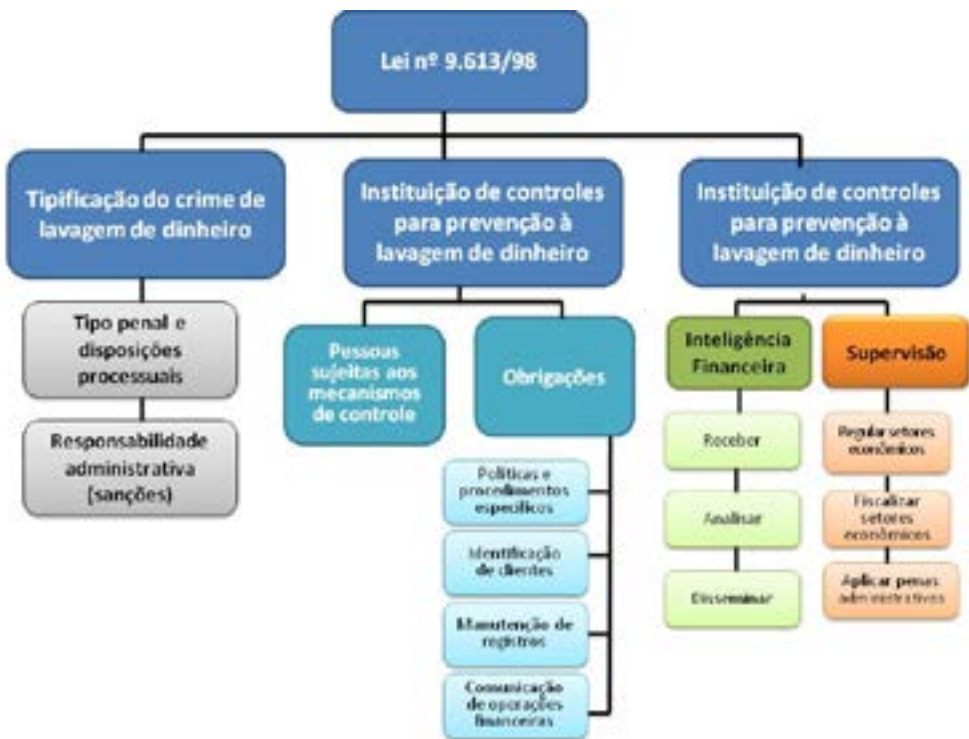 Lei nº 9.613/98
Tipificação do crime de
lavagem de dinheiro
Tipo penal e
disposições
processuais
Responsabilidade
administrativa
(sanções)
Instituição de controles
para prevenção à
lavagem de dinheiro
Pessoas
sujeitas aos
mecanismos
de controle
Obrigações
Políticas e
procedimentos
específicos
Identificação
de clientes
Manutenção de
registros
Comunicação
de operações
financeiras
Instituição de controles
para prevenção à
lavagem de dinheiro
Inteligência
Financeira
Receber
Analisar
Disseminar
Supervisão
Regular setores
econômicos
Fiscalizar
setores
econômicos
Aplicar penas
administrativas